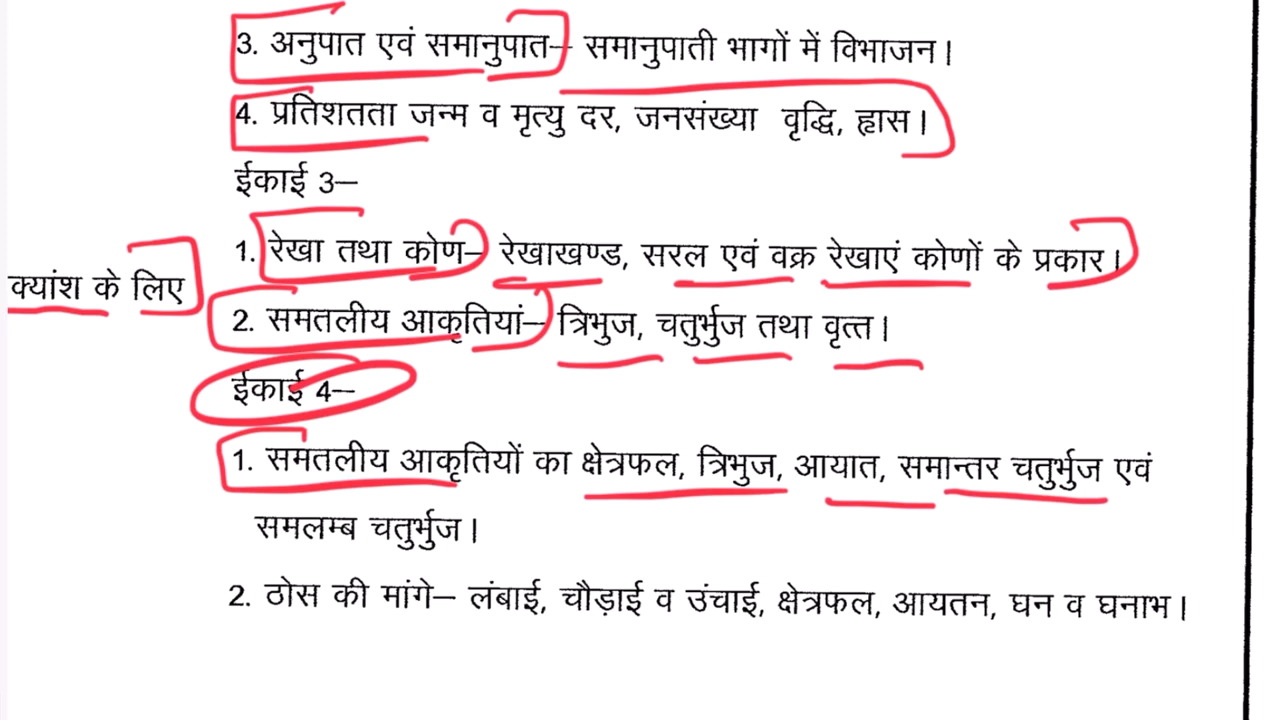 3. अनुपात एवं समानुपात– समानुपाती भागों में विभाजन।
4. प्रतिशतता जन्म व मृत्यु दर, जनसंख्या वृद्धि, ह्रास।
ईकाई 3–
1. रेखा तथा कोण– रेखाखण्ड, सरल एवं वक्र रेखाएं कोणों के प्रकार।
क्यांश के लिए
2. समतलीय आकृतियां– त्रिभुज, चतुर्भुज तथा वृत्त।
ईकाई 4–
1. समतलीय आकृतियों का क्षेत्रफल, त्रिभुज, आयात, समान्तर चतुर्भुज एवं
समलम्ब चतुर्भुज।
2. ठोस की मांगे– लंबाई, चौड़ाई व उंचाई, क्षेत्रफल, आयतन, घन व घनाभ।